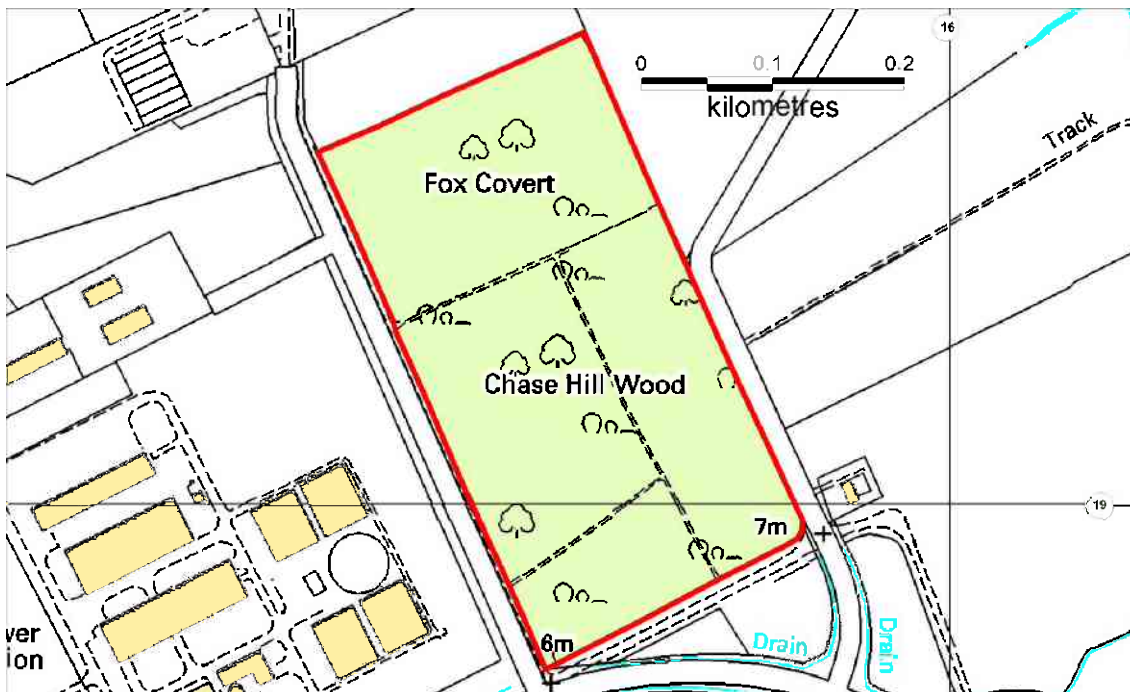 16
0 0.1 0.2
kilometres
Track
Fox Covert
Chase Hill Wood
19
7m
6m
Drain
Drain
wer
ion